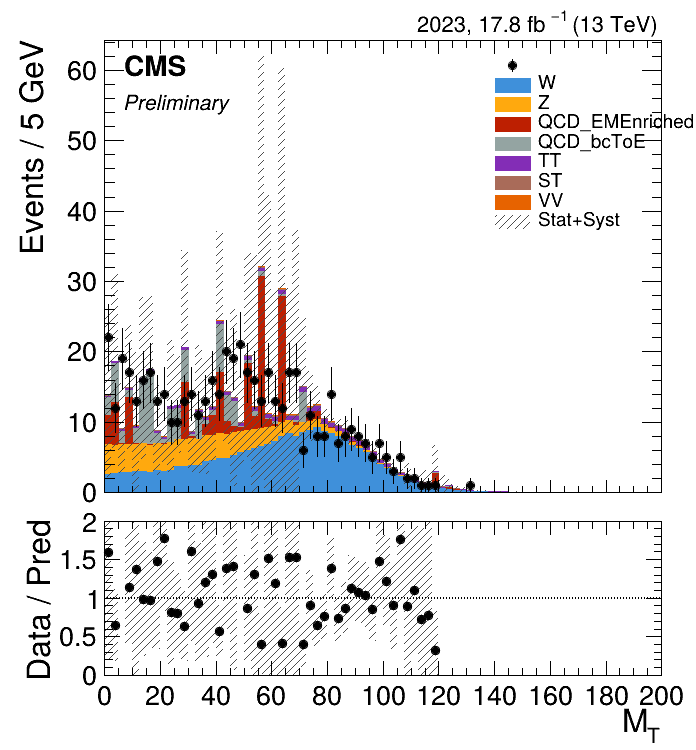 2023, 17.8 fb⁻¹ (13 TeV)
CMS
Preliminary
W
Z
QCD_EMEnriched
QCD_bcToE
TT
ST
VV
Stat+Syst
Events / 5 GeV
60
50
40
30
20
10
0
Data / Pred
2
1.5
1
0.5
0
0 20 40 60 80 100 120 140 160 180 200
M_T